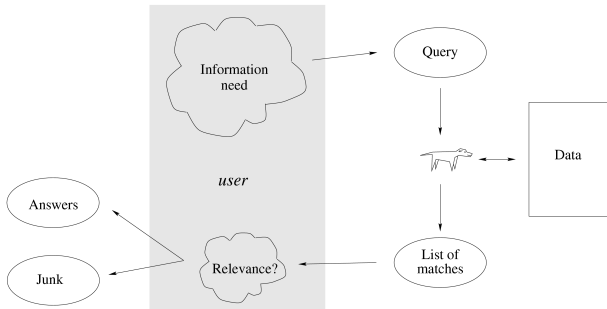 Information
need
Query
Data
user
Answers
Relevance?
List of
matches
Junk